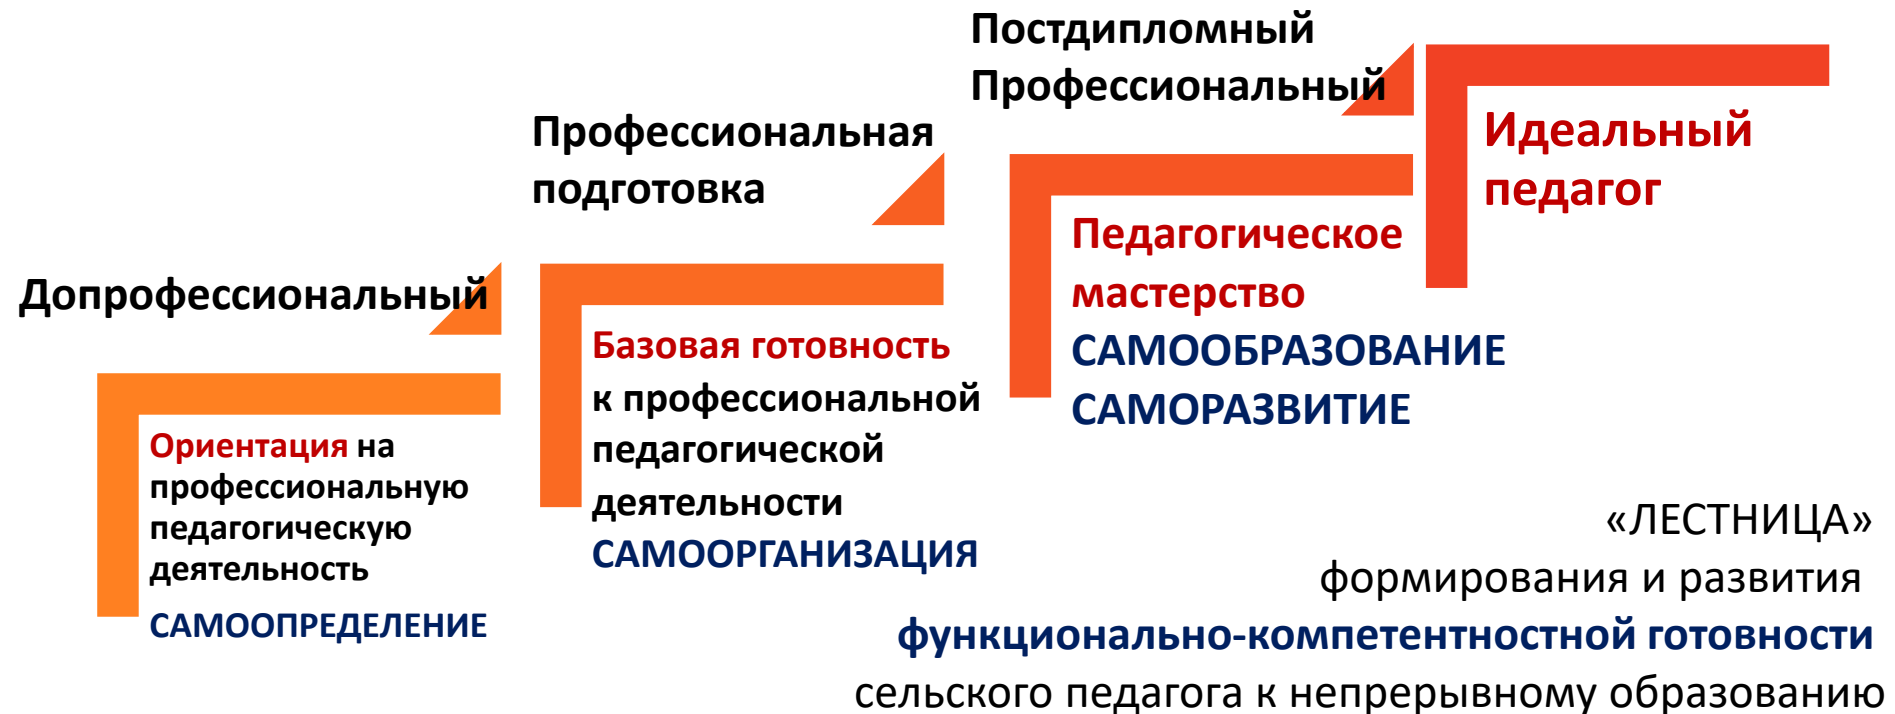 Допрофессиональный
Ориентация на
профессиональную
педагогическую
деятельность
САМООПРЕДЕЛЕНИЕ
Профессиональная
подготовка
Базовая готовность
к профессиональной
педагогической
деятельности
САМООРГАНИЗАЦИЯ
Постдипломный
Профессиональный
Педагогическое
мастерство
САМООБРАЗОВАНИЕ
САМОРАЗВИТИЕ
Идеальный
педагог
«ЛЕСТНИЦА»
формирования и развития
функционально-компетентностной готовности
сельского педагога к непрерывному образованию